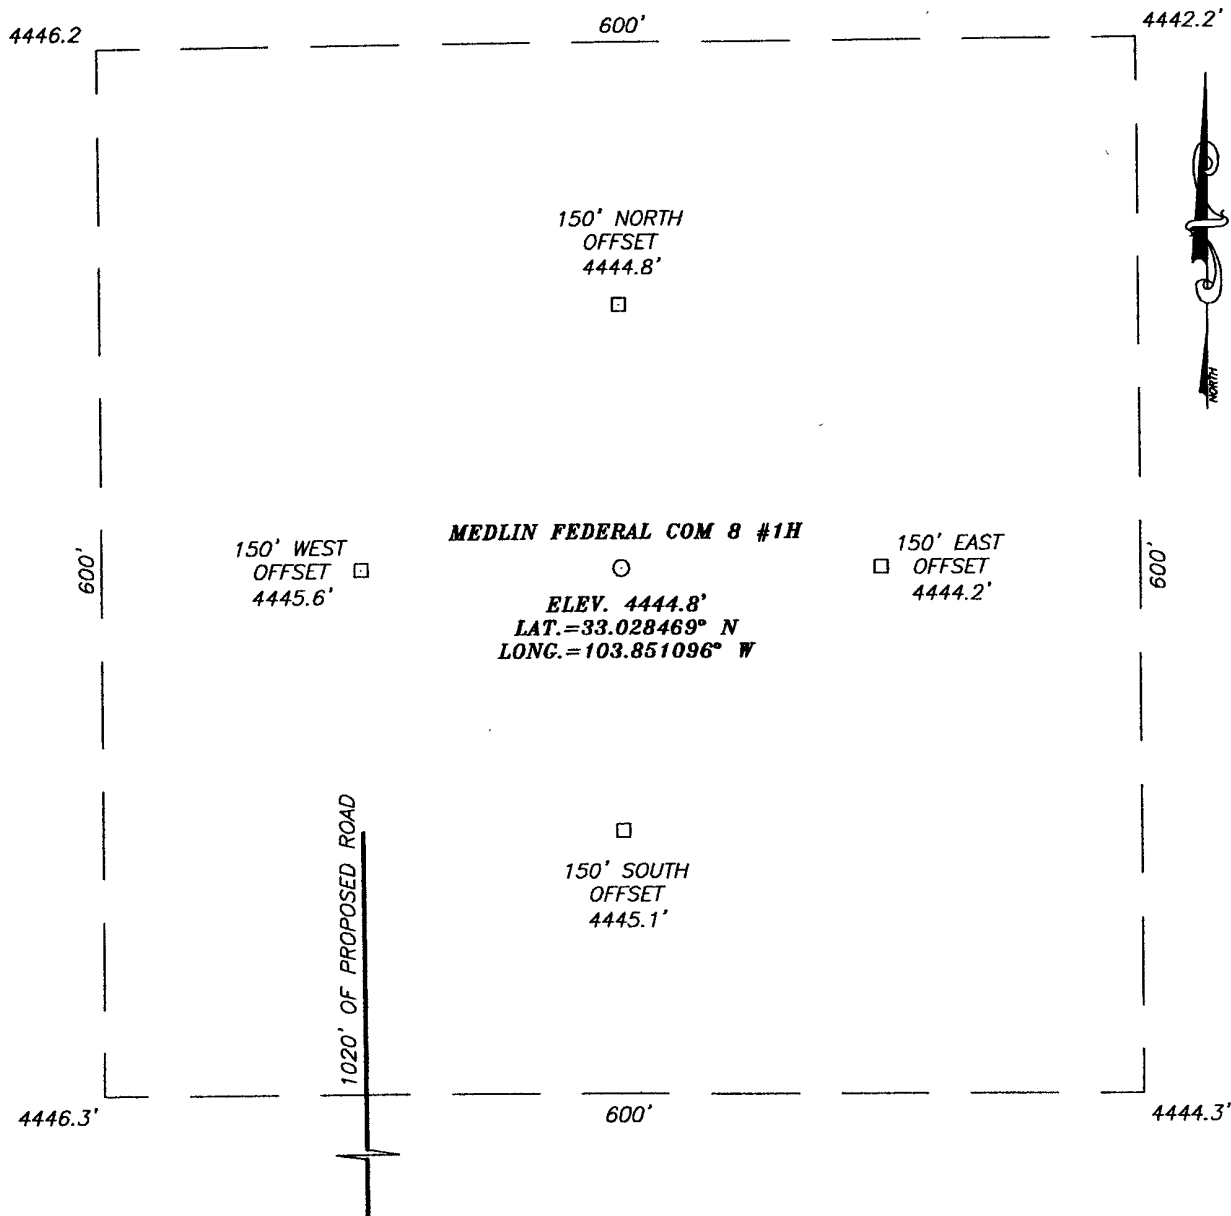 4446.2
600'
4442.2'
150' NORTH
OFFSET
4444.8'
NORTH
MEDLIN FEDERAL COM 8 #1H
150' WEST
OFFSET
4445.6'
150' EAST
OFFSET
4444.2'
600'
600'
ELEV. 4444.8'
LAT.=33.028469° N
LONG.=103.851096° W
1020' OF PROPOSED ROAD
150' SOUTH
OFFSET
4445.1'
4446.3'
600'
4444.3'